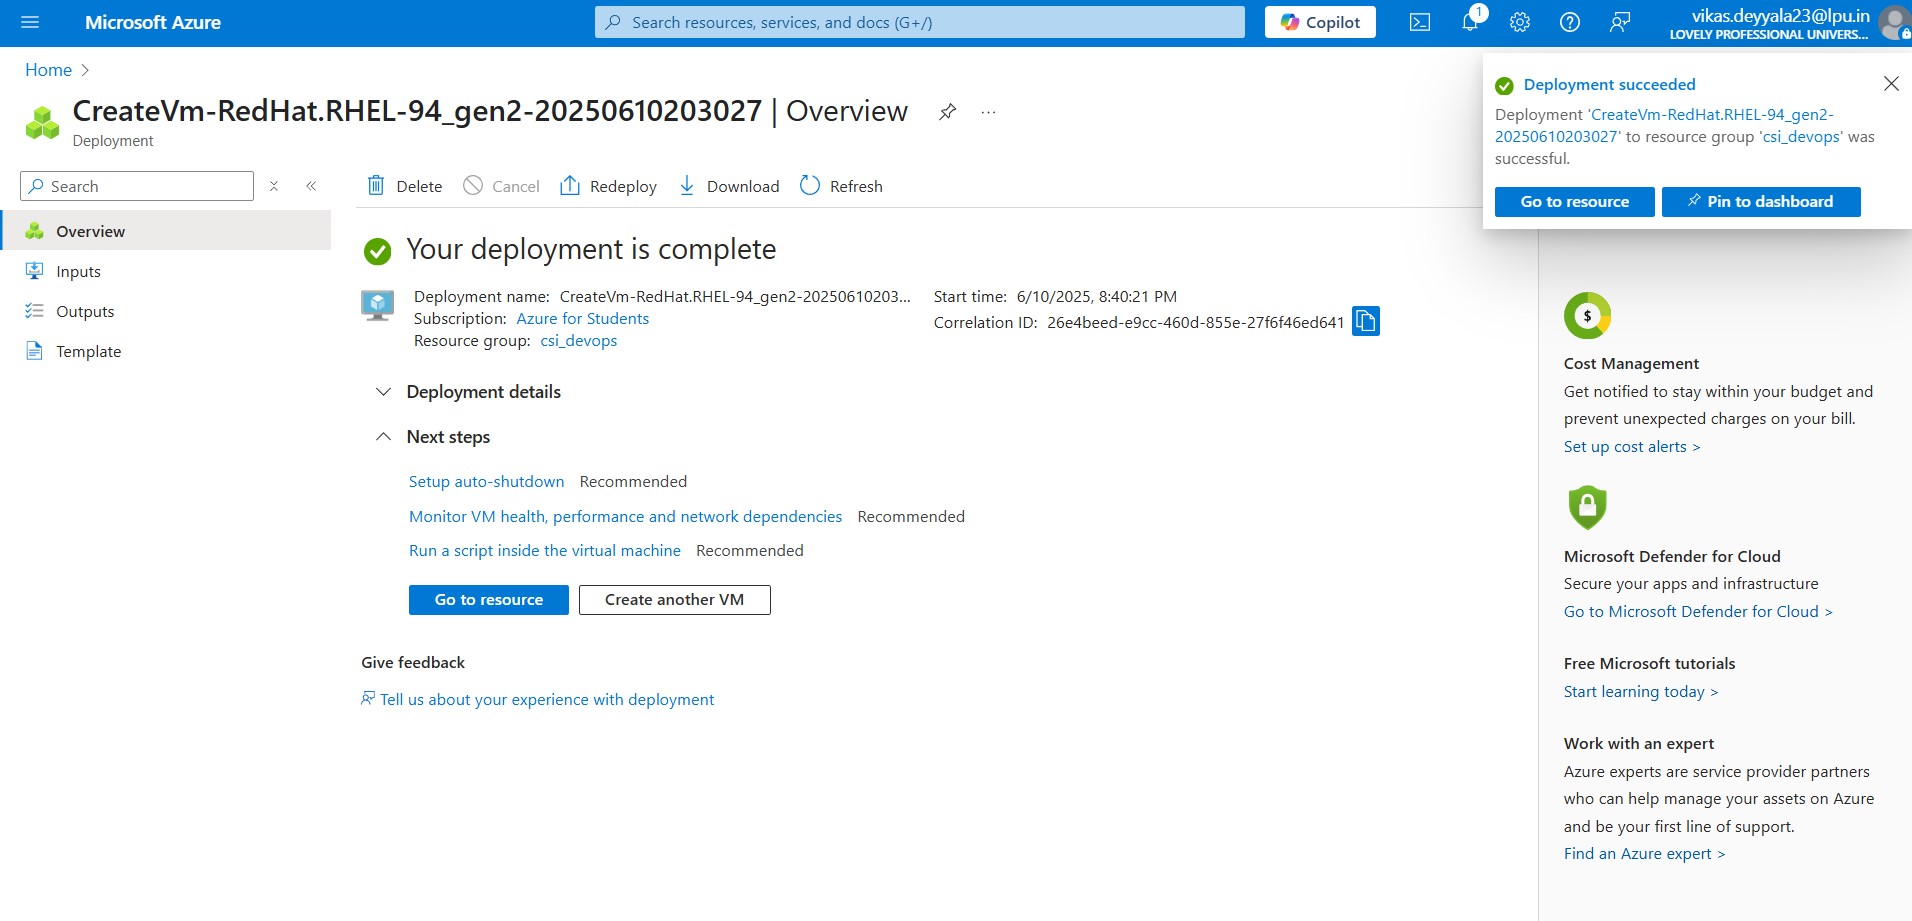 Microsoft Azure
Search resources, services, and docs (G+/)
Copilot
1
vikas.deyyala23@lpu.in
LOVELY PROFESSIONAL UNIVERS...
Home
CreateVm-RedHat.RHEL-94_gen2-20250610203027 | Overview
...
Deployment
Deployment succeeded
Deployment 'CreateVm-RedHat.RHEL-94_gen2-
20250610203027' to resource group 'csi_devops' was
successful.
Go to resource
Pin to dashboard
Search
Overview
Inputs
Outputs
Template
Delete
Cancel
Redeploy
Download
Refresh
Your deployment is complete
Deployment name: CreateVm-RedHat.RHEL-94_gen2-20250610203...
Subscription: Azure for Students
Resource group: csi_devops
Start time: 6/10/2025, 8:40:21 PM
Correlation ID: 26e4beed-e9cc-460d-855e-27f6f46ed641
Deployment details
Next steps
Setup auto-shutdown Recommended
Monitor VM health, performance and network dependencies Recommended
Run a script inside the virtual machine Recommended
Go to resource
Create another VM
Give feedback
Tell us about your experience with deployment
$
Cost Management
Get notified to stay within your budget and
prevent unexpected charges on your bill.
Set up cost alerts >
Microsoft Defender for Cloud
Secure your apps and infrastructure
Go to Microsoft Defender for Cloud >
Free Microsoft tutorials
Start learning today >
Work with an expert
Azure experts are service provider partners
who can help manage your assets on Azure
and be your first line of support.
Find an Azure expert >